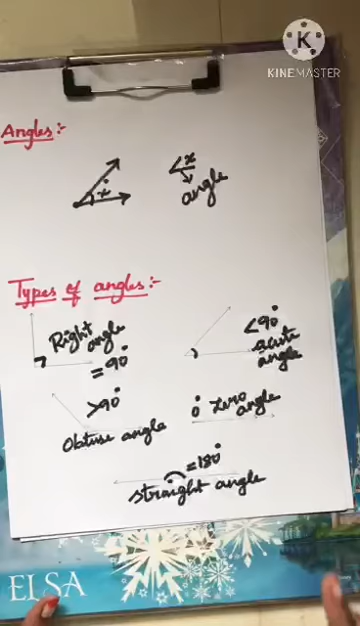 K
KINEMASTER
Angles:-
x°
∠x
angle
Types of angles:-
Right
angle
= 90°
<90°
acute
angle
>90°
Obtuse angle
0° zero
angle
= 180°
straight angle
ELSA